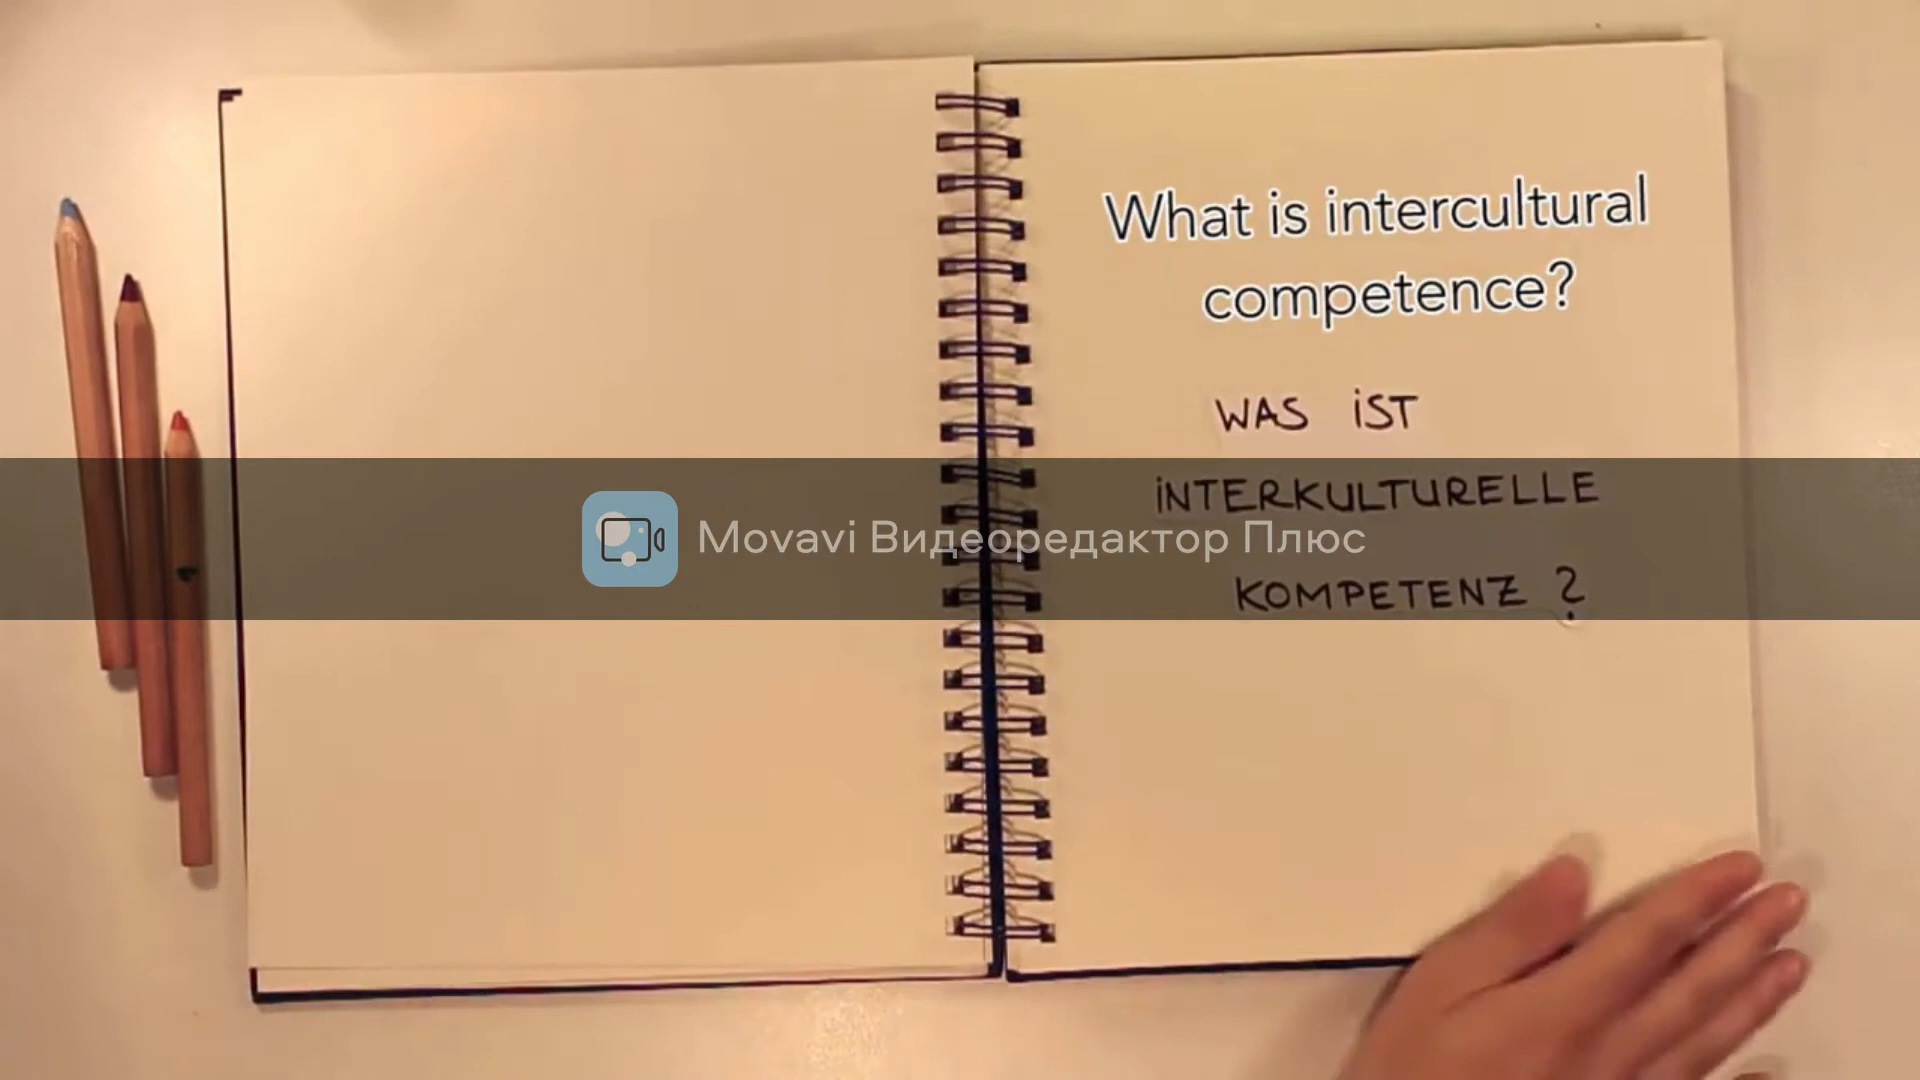 What is intercultural
competence?
WAS IST
INTERKULTURELLE
Movavi Видеоредактор Плюс
KOMPETENZ ?